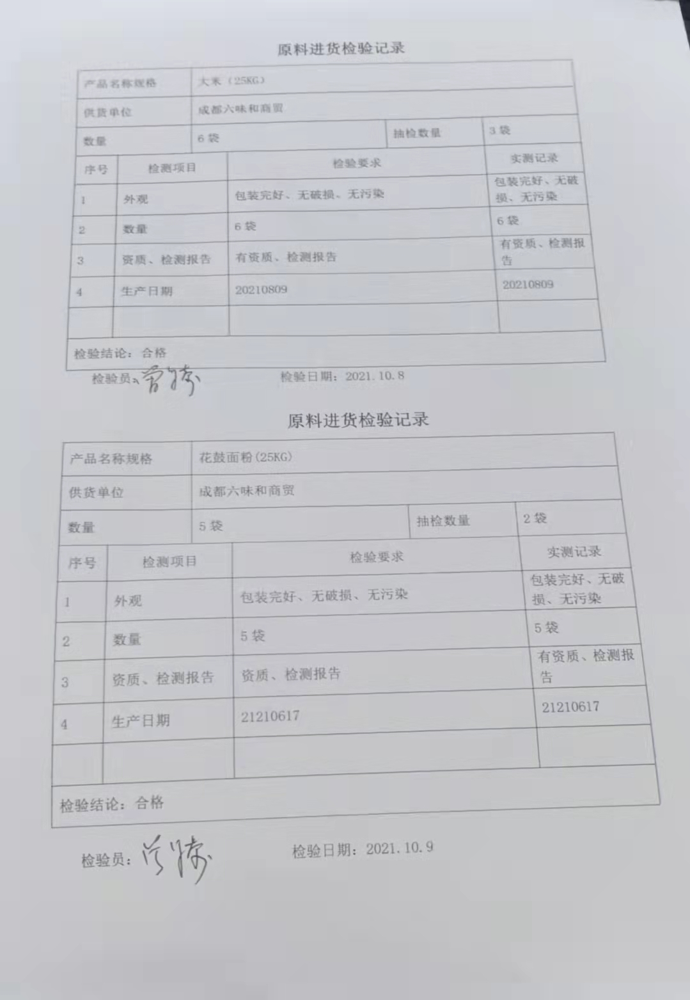 原料进货检验记录
产品名称规格 大米（25KG）
供货单位 成都六味和商贸
数量 6 袋 抽检数量 3 袋
序号 检测项目 检验要求 实测记录
1 外观 包装完好、无破损、无污染 包装完好、无破
损、无污染
2 数量 6 袋 6 袋
3 资质、检测报告 有资质、检测报告 有资质、检测报
告
4 生产日期 20210809 20210809
检验结论：合格
检验员： 检验日期：2021.10.8
原料进货检验记录
产品名称规格 花鼓面粉(25KG)
供货单位 成都六味和商贸
数量 5 袋 抽检数量 2 袋
序号 检测项目 检验要求 实测记录
1 外观 包装完好、无破损、无污染 包装完好、无破
损、无污染
2 数量 5 袋 5 袋
3 资质、检测报告 资质、检测报告 有资质、检测报
告
4 生产日期 21210617 21210617
检验结论：合格
检验员： 检验日期：2021.10.9